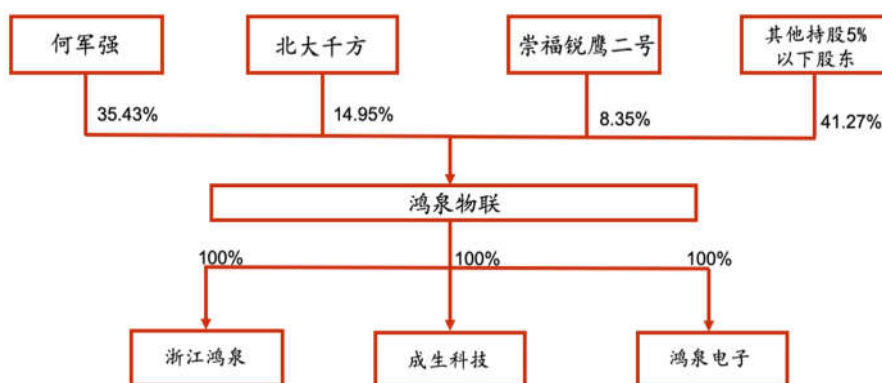 何军强
北大千方
崇福锐鹰二号
其他持股5%
以下股东
35.43%
14.95%
8.35%
41.27%
鸿泉物联
100%
100%
100%
浙江鸿泉
成生科技
鸿泉电子